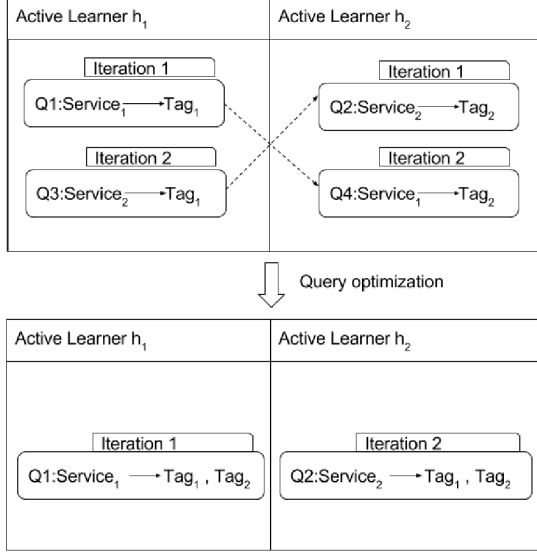 Active Learner h₁
Active Learner h₂
Iteration 1
Q1:Service₁ → Tag₁
Iteration 2
Q3:Service₂ → Tag₁
Iteration 1
Q2:Service₂ → Tag₂
Iteration 2
Q4:Service₁ → Tag₂
Query optimization
Active Learner h₁
Active Learner h₂
Iteration 1
Q1:Service₁ → Tag₁ , Tag₂
Iteration 2
Q2:Service₂ → Tag₁ , Tag₂